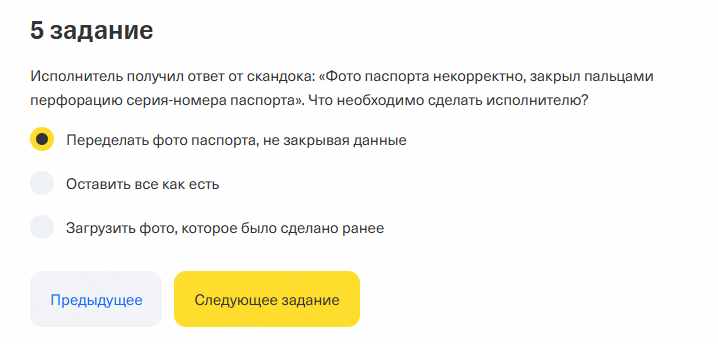 5 задание
Исполнитель получил ответ от скандока: «Фото паспорта некорректно, закрыл пальцами
перфорацию серия-номера паспорта». Что необходимо сделать исполнителю?
Переделать фото паспорта, не закрывая данные
Оставить все как есть
Загрузить фото, которое было сделано ранее
Предыдущее
Следующее задание